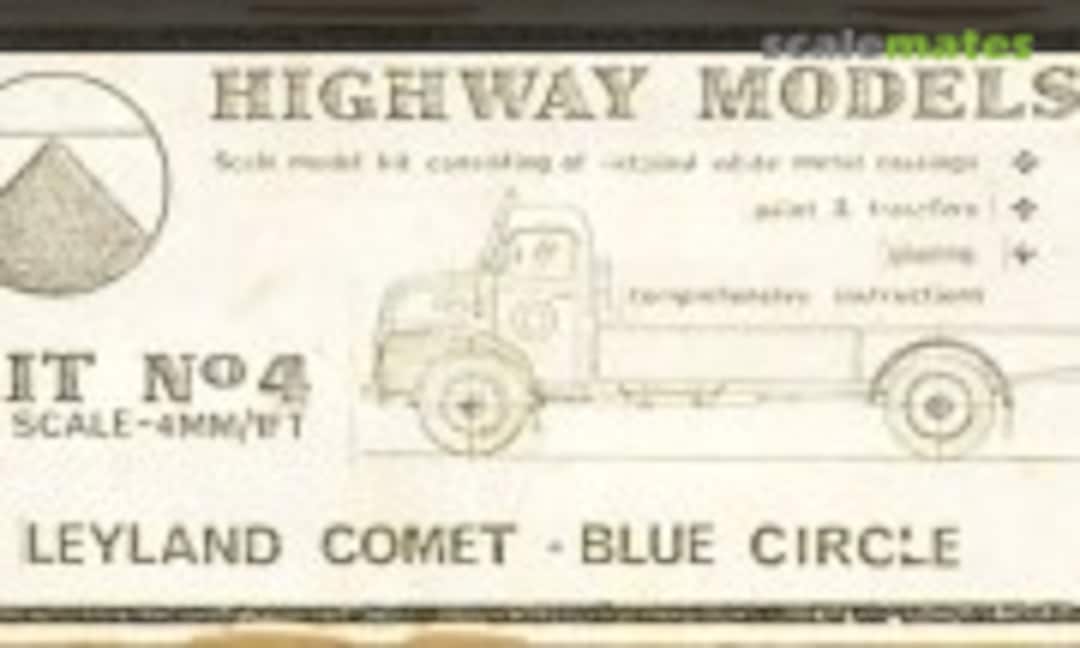 scalemates
HIGHWAY MODELS
Scale model kit consisting of white metal castings
paint & transfers
glazing
comprehensive instructions
IT Nº4
SCALE-4MM/1FT
LEYLAND COMET - BLUE CIRCLE